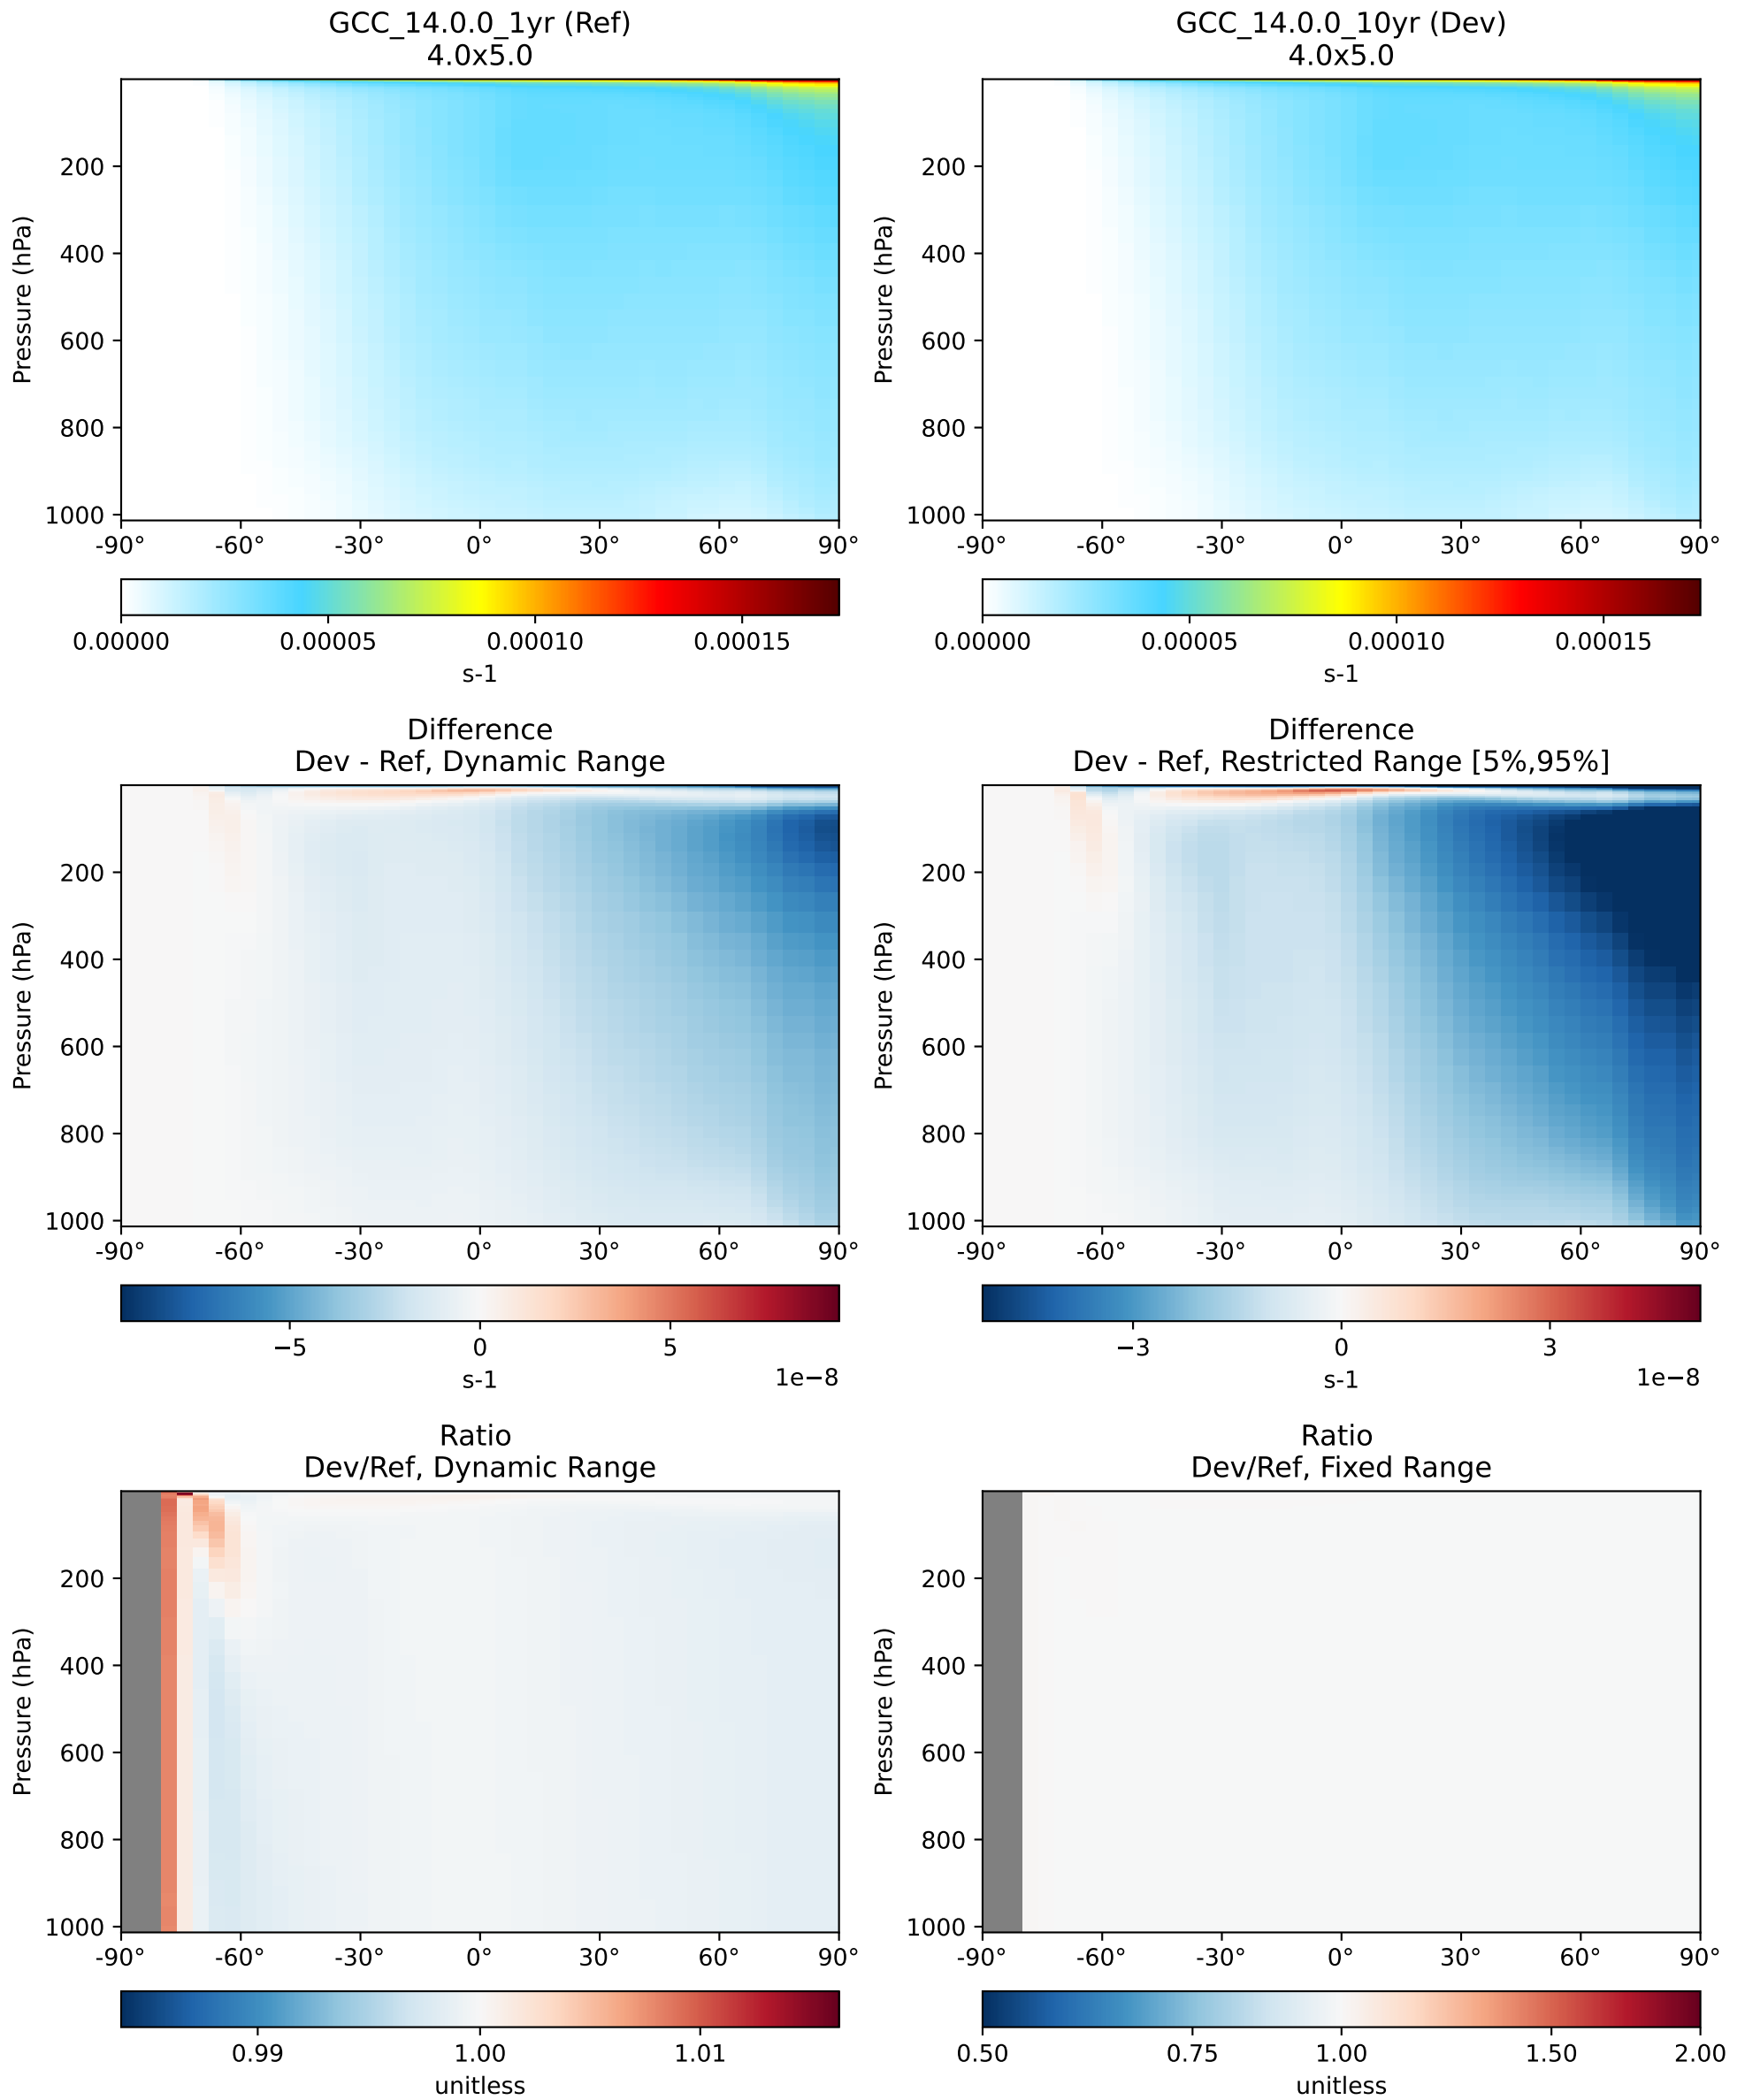 GCC_14.0.0_1yr (Ref)
4.0x5.0
GCC_14.0.0_10yr (Dev)
4.0x5.0
Pressure (hPa)
200
400
600
800
1000
-90° -60° -30° 0° 30° 60° 90°
Pressure (hPa)
200
400
600
800
1000
-90° -60° -30° 0° 30° 60° 90°
0.00000 0.00005 0.00010 0.00015
s-1
0.00000 0.00005 0.00010 0.00015
s-1
Difference
Dev - Ref, Dynamic Range
Difference
Dev - Ref, Restricted Range [5%,95%]
Pressure (hPa)
200
400
600
800
1000
-90° -60° -30° 0° 30° 60° 90°
Pressure (hPa)
200
400
600
800
1000
-90° -60° -30° 0° 30° 60° 90°
−5 0 5
s-1 1e−8
−3 0 3
s-1 1e−8
Ratio
Dev/Ref, Dynamic Range
Ratio
Dev/Ref, Fixed Range
Pressure (hPa)
200
400
600
800
1000
-90° -60° -30° 0° 30° 60° 90°
Pressure (hPa)
200
400
600
800
1000
-90° -60° -30° 0° 30° 60° 90°
0.99 1.00 1.01
unitless
0.50 0.75 1.00 1.50 2.00
unitless